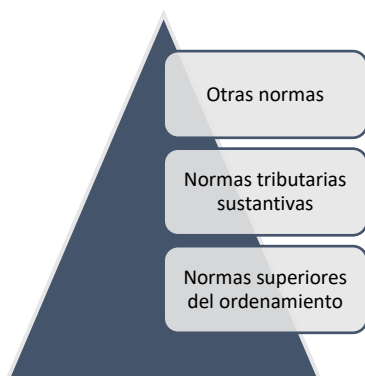 Otras normas
Normas tributarias
sustantivas
Normas superiores
del ordenamiento